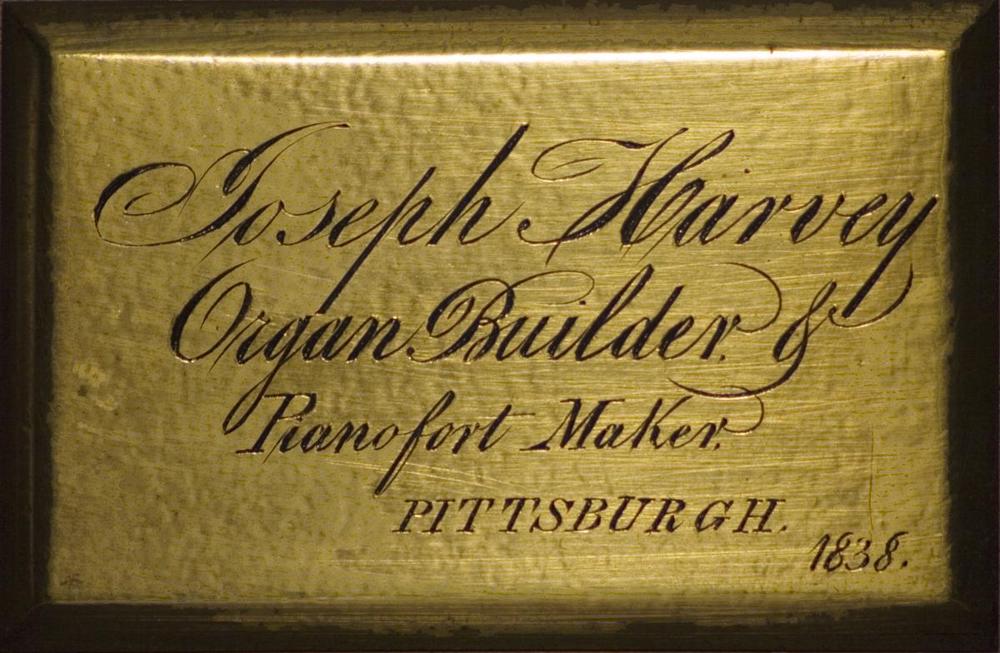 Joseph Harvey
Organ Builder. &
Pianofort Maker.
PITTSBURGH.
1838.